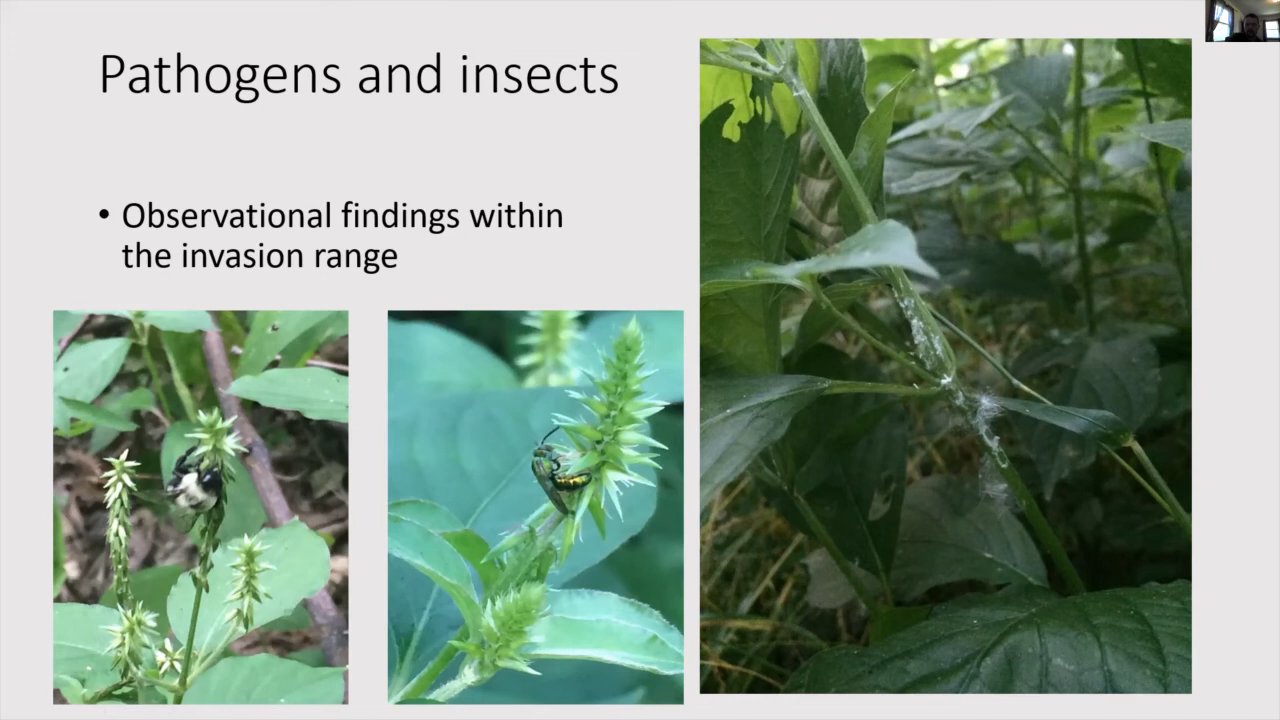 Pathogens and insects
• Observational findings within
the invasion range